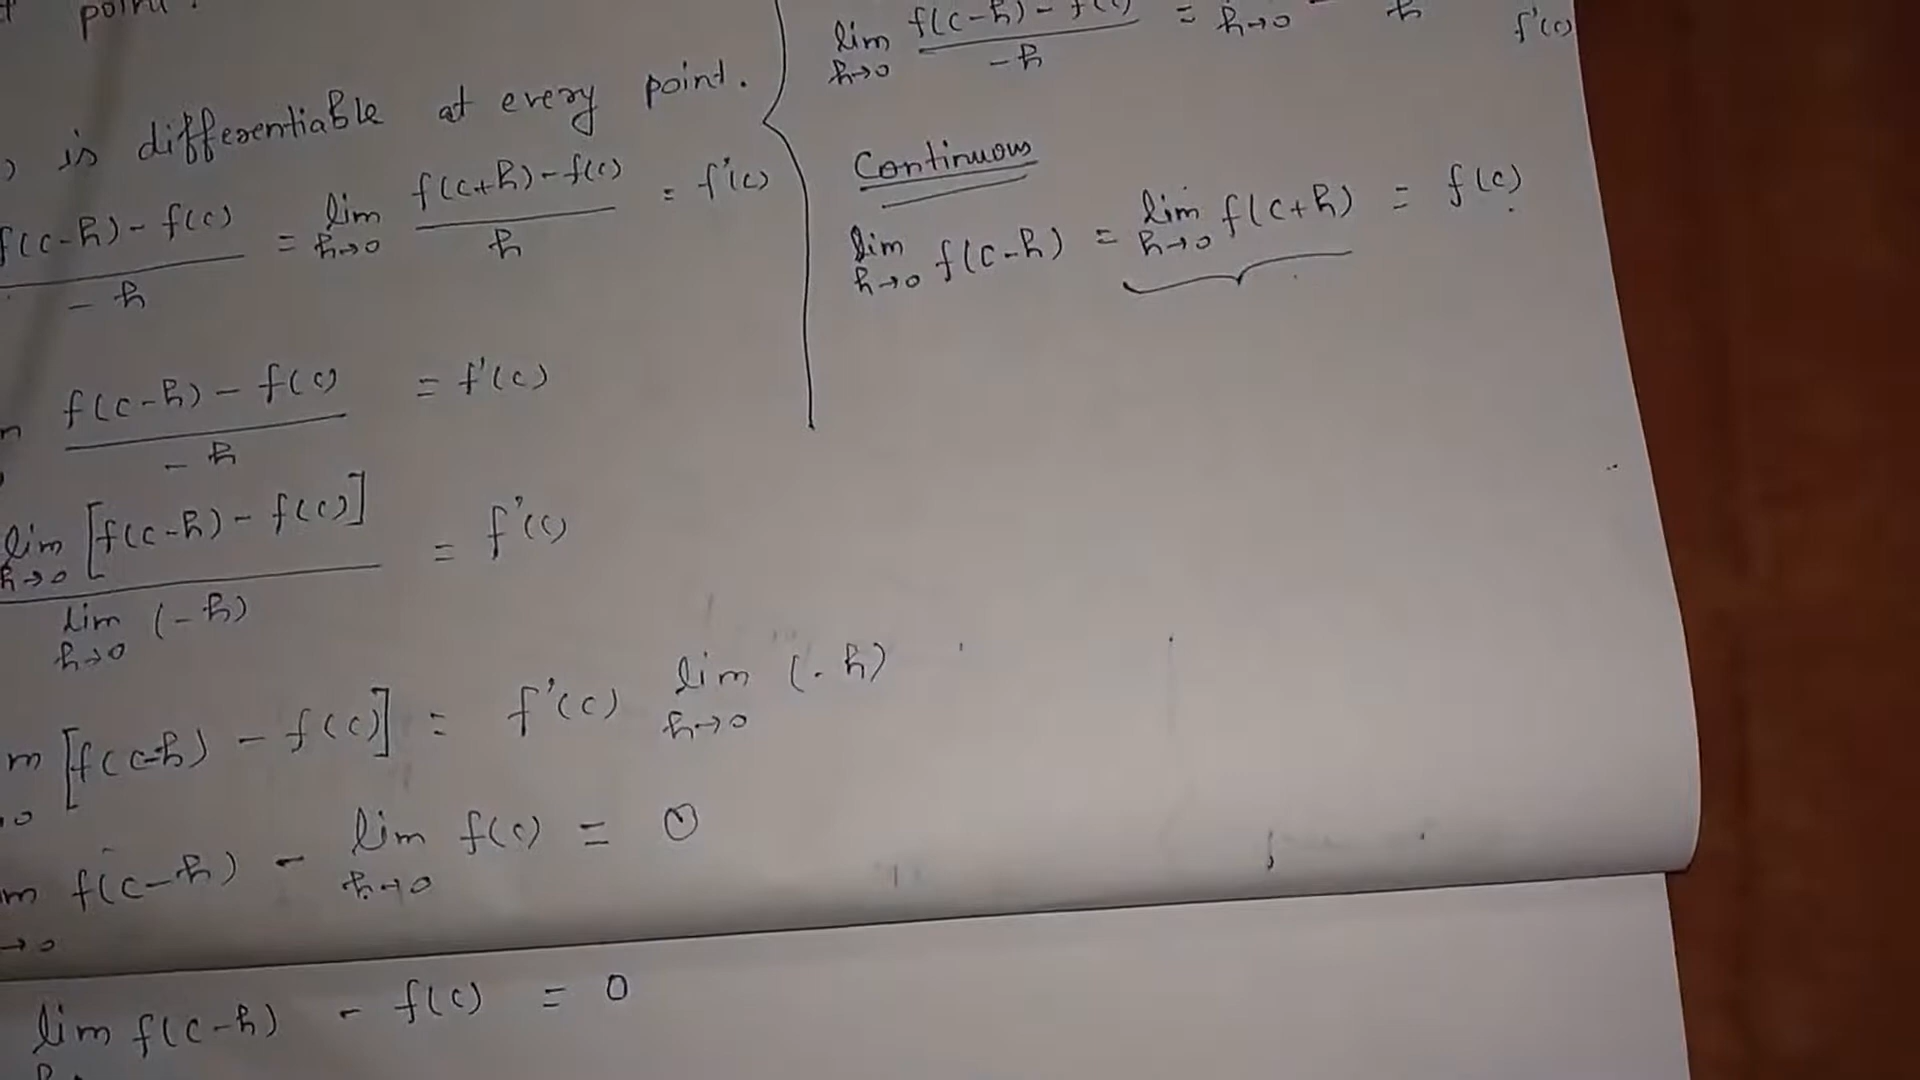 point.
is differentiable at every point.
f(c-h) - f(c) / -h = lim h→0 f(c+h) - f(c) / h = f'(c)
f(c-h) - f(c) / -h = f'(c)
lim h→0 [f(c-h) - f(c)] / lim h→0 (-h) = f'(c)
m [f(c-h) - f(c)] = f'(c) lim h→0 (-h)
m f(c-h) - lim h→0 f(c) = 0
lim f(c-h) - f(c) = 0
lim h→0 f(c-h) - f(c) / -h = h→0 h f'(c)
Continuous
lim h→0 f(c-h) = lim h→0 f(c+h) = f(c)